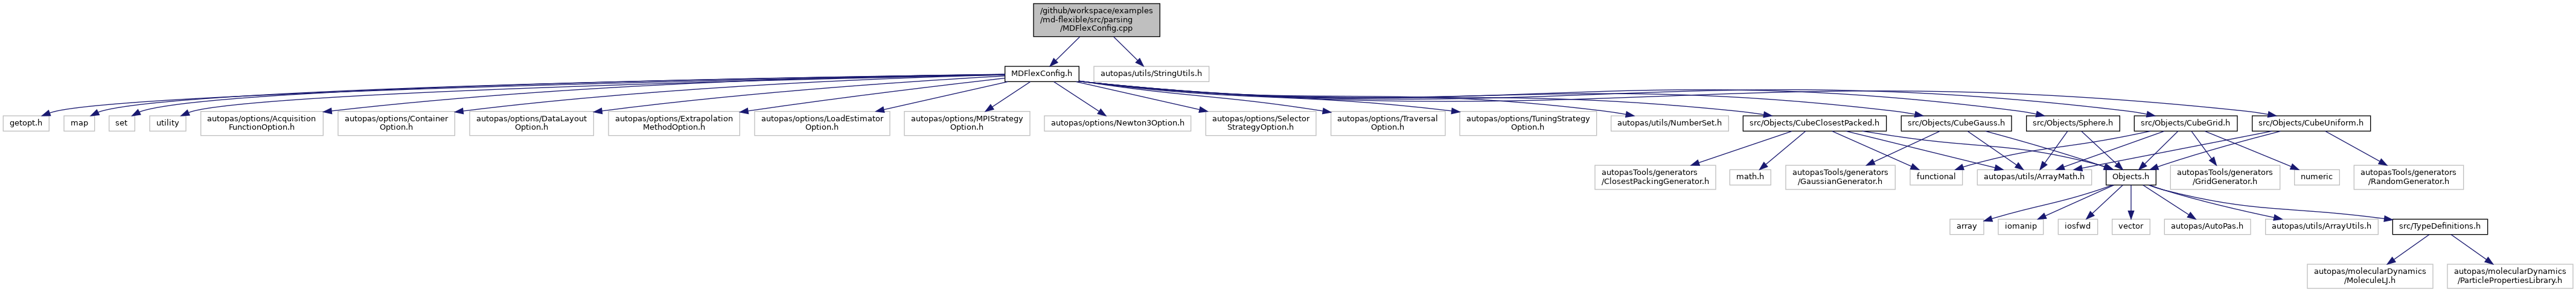 /github/workspace/examples
/md-flexible/src/parsing
/MDFlexConfig.cpp
MDFlexConfig.h
autopas/utils/StringUtils.h
getopt.h
map
set
utility
autopas/options/Acquisition
FunctionOption.h
autopas/options/Container
Option.h
autopas/options/DataLayout
Option.h
autopas/options/Extrapolation
MethodOption.h
autopas/options/LoadEstimator
Option.h
autopas/options/MPIStrategy
Option.h
autopas/options/Newton3Option.h
autopas/options/Selector
StrategyOption.h
autopas/options/Traversal
Option.h
autopas/options/TuningStrategy
Option.h
autopas/utils/NumberSet.h
src/Objects/CubeClosestPacked.h
src/Objects/CubeGauss.h
src/Objects/Sphere.h
src/Objects/CubeGrid.h
src/Objects/CubeUniform.h
autopasTools/generators
/ClosestPackingGenerator.h
math.h
autopasTools/generators
/GaussianGenerator.h
functional
autopas/utils/ArrayMath.h
Objects.h
autopasTools/generators
/GridGenerator.h
numeric
autopasTools/generators
/RandomGenerator.h
array
iomanip
iosfwd
vector
autopas/AutoPas.h
autopas/utils/ArrayUtils.h
src/TypeDefinitions.h
autopas/molecularDynamics
/MoleculeLJ.h
autopas/molecularDynamics
/ParticlePropertiesLibrary.h